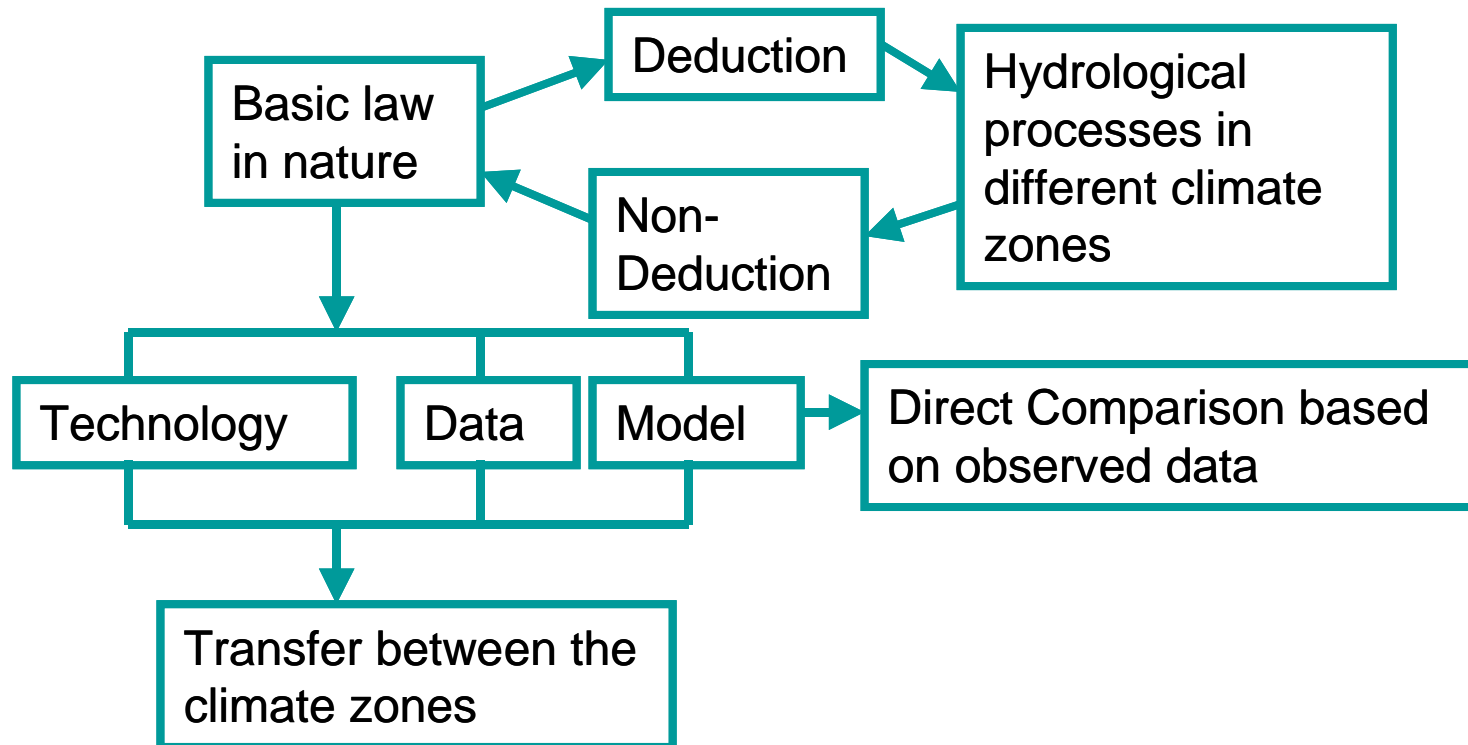 Basic law
in nature
Deduction
Hydrological
processes in
different climate
zones
Non-
Deduction
Technology
Data
Model
Direct Comparison based
on observed data
Transfer between the
climate zones